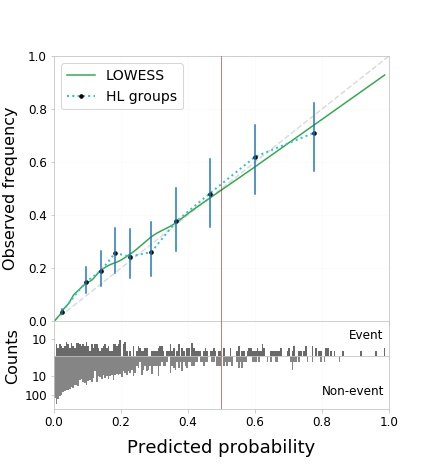 1.0
LOWESS
HL groups
0.8
0.6
0.4
0.2
0.0
Observed frequency
Event
10
Counts
10
Non-event
100
0.0 0.2 0.4 0.6 0.8 1.0
Predicted probability